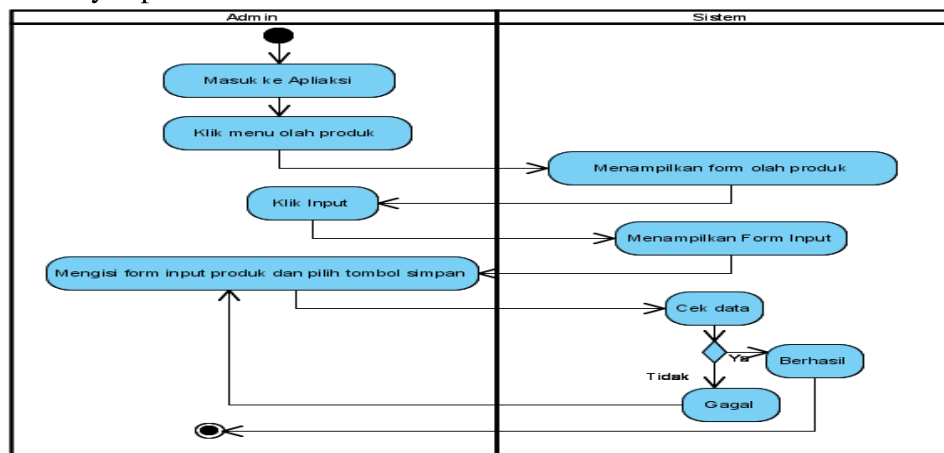 Admin
Sistem
Masuk ke Apliaksi
Klik menu olah produk
Menampilkan form olah produk
Klik Input
Menampilkan Form Input
Mengisi form input produk dan pilih tombol simpan
Cek data
Ya
Berhasil
Tidak
Gagal